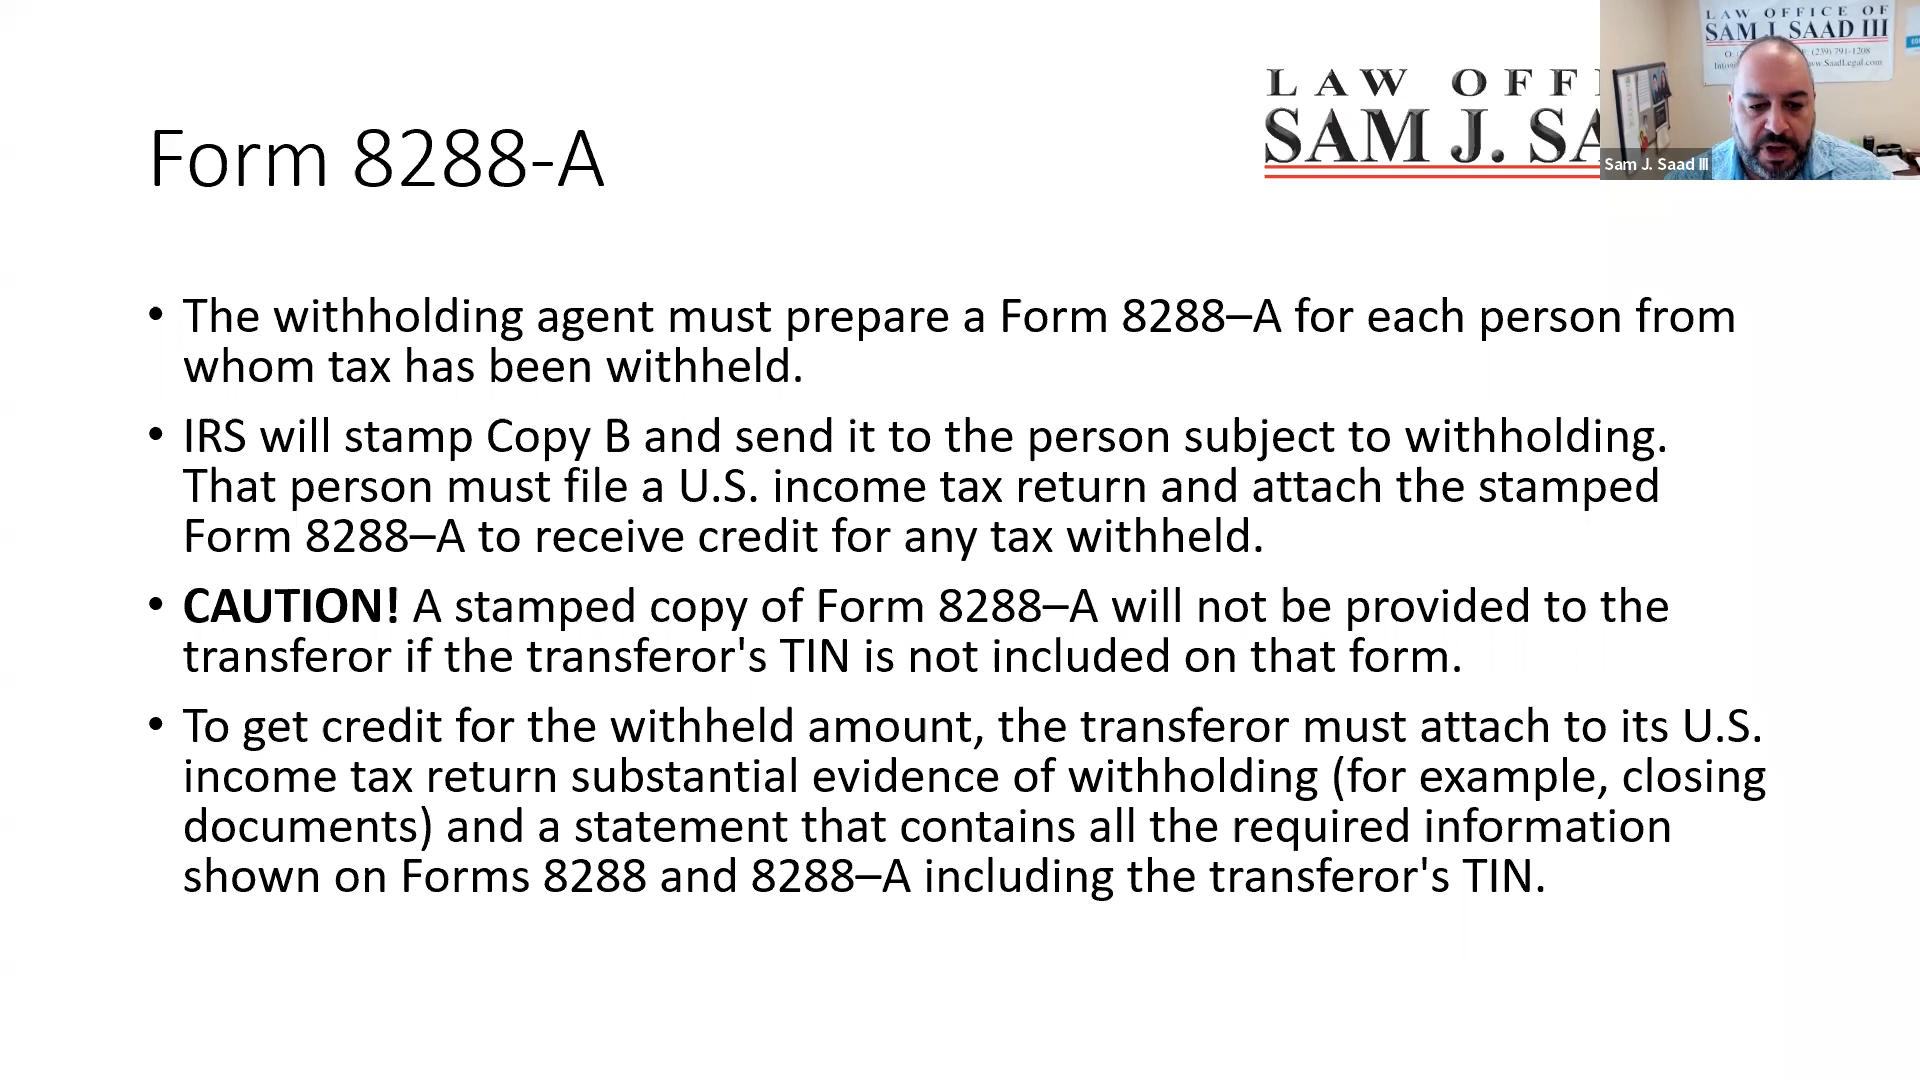 Form 8288-A
LAW OFF
SAM J. SA
LAW OFFICE OF
SAM J. SAAD III
(239) 791-1208
www.SaadLegal.com
Sam J. Saad III
• The withholding agent must prepare a Form 8288–A for each person from
whom tax has been withheld.
• IRS will stamp Copy B and send it to the person subject to withholding.
That person must file a U.S. income tax return and attach the stamped
Form 8288–A to receive credit for any tax withheld.
• CAUTION! A stamped copy of Form 8288–A will not be provided to the
transferor if the transferor's TIN is not included on that form.
• To get credit for the withheld amount, the transferor must attach to its U.S.
income tax return substantial evidence of withholding (for example, closing
documents) and a statement that contains all the required information
shown on Forms 8288 and 8288–A including the transferor's TIN.